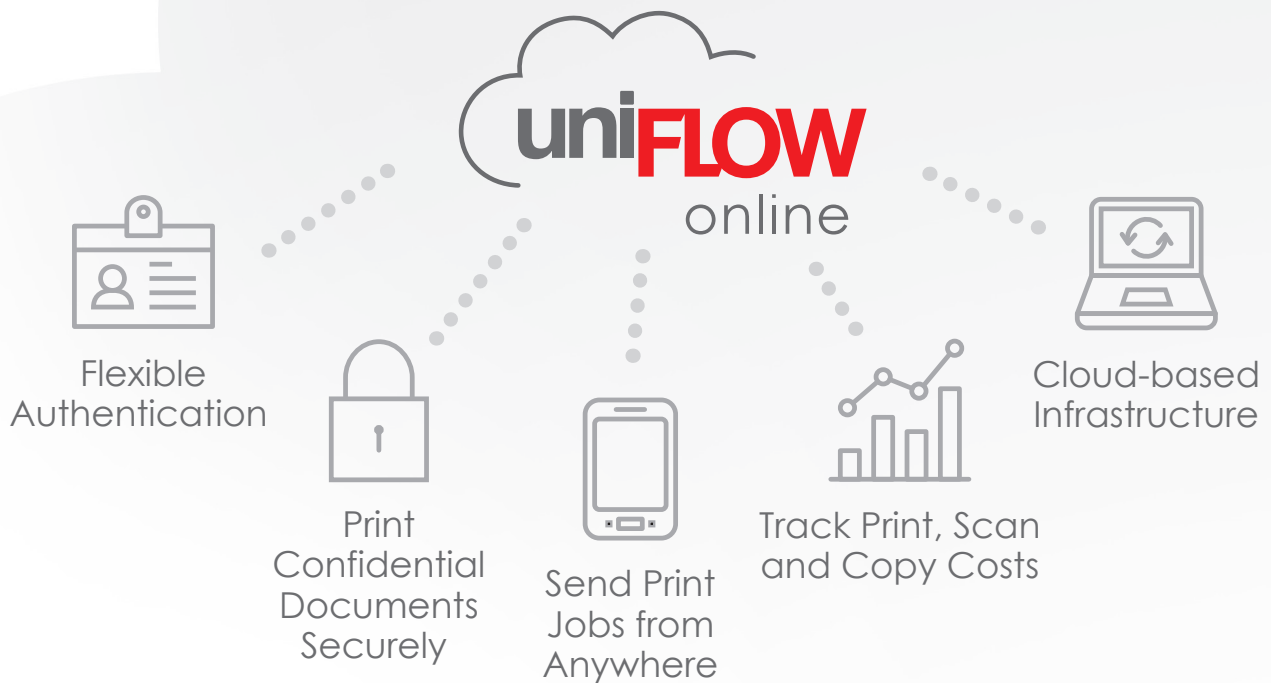 uniFLOW
online
Flexible
Authentication
Print
Confidential
Documents
Securely
Send Print
Jobs from
Anywhere
Track Print, Scan
and Copy Costs
Cloud-based
Infrastructure